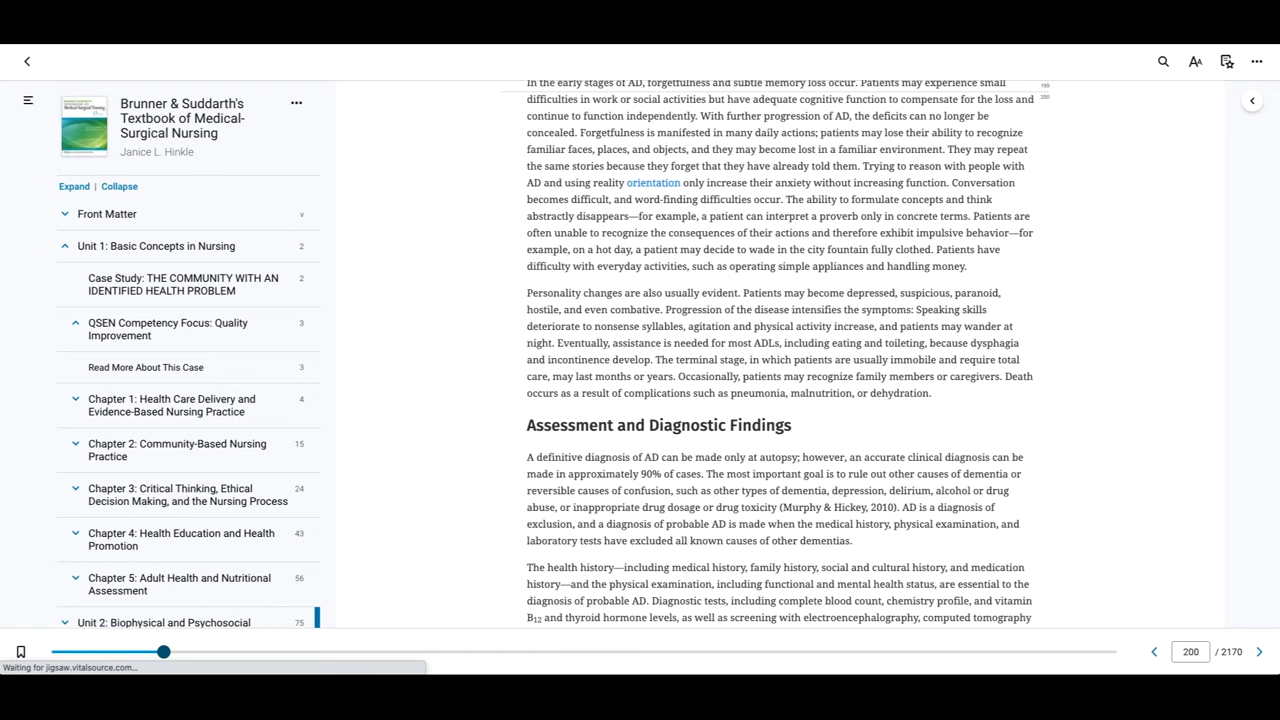 Brunner & Suddarth's
Textbook of Medical-
Surgical Nursing
Janice L. Hinkle
Expand | Collapse
Front Matter v
Unit 1: Basic Concepts in Nursing 2
Case Study: THE COMMUNITY WITH AN 2
IDENTIFIED HEALTH PROBLEM
QSEN Competency Focus: Quality 3
Improvement
Read More About This Case 3
Chapter 1: Health Care Delivery and 4
Evidence-Based Nursing Practice
Chapter 2: Community-Based Nursing 15
Practice
Chapter 3: Critical Thinking, Ethical 24
Decision Making, and the Nursing Process
Chapter 4: Health Education and Health 43
Promotion
Chapter 5: Adult Health and Nutritional 56
Assessment
Unit 2: Biophysical and Psychosocial 75
In the early stages of AD, forgetfulness and subtle memory loss occur. Patients may experience small
199
difficulties in work or social activities but have adequate cognitive function to compensate for the loss and
200
continue to function independently. With further progression of AD, the deficits can no longer be
concealed. Forgetfulness is manifested in many daily actions; patients may lose their ability to recognize
familiar faces, places, and objects, and they may become lost in a familiar environment. They may repeat
the same stories because they forget that they have already told them. Trying to reason with people with
AD and using reality orientation only increase their anxiety without increasing function. Conversation
becomes difficult, and word-finding difficulties occur. The ability to formulate concepts and think
abstractly disappears—for example, a patient can interpret a proverb only in concrete terms. Patients are
often unable to recognize the consequences of their actions and therefore exhibit impulsive behavior—for
example, on a hot day, a patient may decide to wade in the city fountain fully clothed. Patients have
difficulty with everyday activities, such as operating simple appliances and handling money.
Personality changes are also usually evident. Patients may become depressed, suspicious, paranoid,
hostile, and even combative. Progression of the disease intensifies the symptoms: Speaking skills
deteriorate to nonsense syllables, agitation and physical activity increase, and patients may wander at
night. Eventually, assistance is needed for most ADLs, including eating and toileting, because dysphagia
and incontinence develop. The terminal stage, in which patients are usually immobile and require total
care, may last months or years. Occasionally, patients may recognize family members or caregivers. Death
occurs as a result of complications such as pneumonia, malnutrition, or dehydration.
Assessment and Diagnostic Findings
A definitive diagnosis of AD can be made only at autopsy; however, an accurate clinical diagnosis can be
made in approximately 90% of cases. The most important goal is to rule out other causes of dementia or
reversible causes of confusion, such as other types of dementia, depression, delirium, alcohol or drug
abuse, or inappropriate drug dosage or drug toxicity (Murphy & Hickey, 2010). AD is a diagnosis of
exclusion, and a diagnosis of probable AD is made when the medical history, physical examination, and
laboratory tests have excluded all known causes of other dementias.
The health history—including medical history, family history, social and cultural history, and medication
history—and the physical examination, including functional and mental health status, are essential to the
diagnosis of probable AD. Diagnostic tests, including complete blood count, chemistry profile, and vitamin
B12 and thyroid hormone levels, as well as screening with electroencephalography, computed tomography
200 / 2170
Waiting for jigsaw.vitalsource.com...